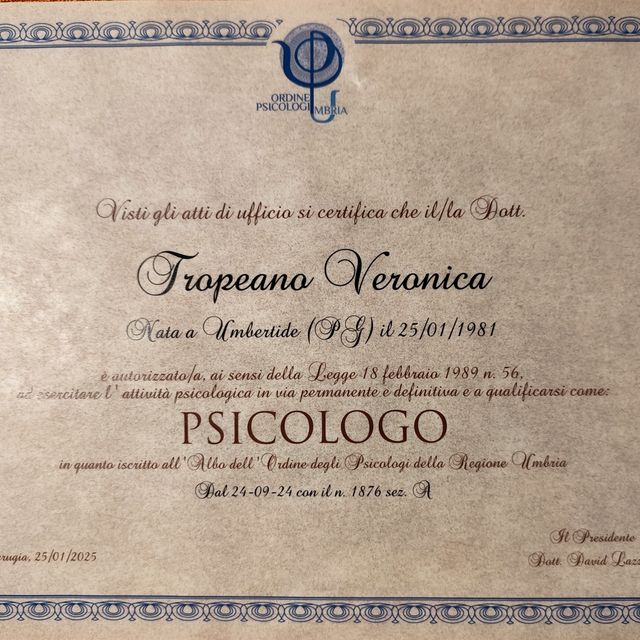 ORDINE
PSICOLOGI UMBRIA
Visti gli atti di ufficio si certifica che il/la Dott.
Tropeano Veronica
Nata a Umbertide (PG) il 25/01/1981
è autorizzato/a, ai sensi della Legge 18 febbraio 1989 n. 56,
ad esercitare l'attività psicologica in via permanente e definitiva e a qualificarsi come:
PSICOLOGO
in quanto iscritto all'Albo dell'Ordine degli Psicologi della Regione Umbria
Dal 24-09-24 con il n. 1876 sez. A
Il Presidente
rugia, 25/01/2025
Dott. David Lazz